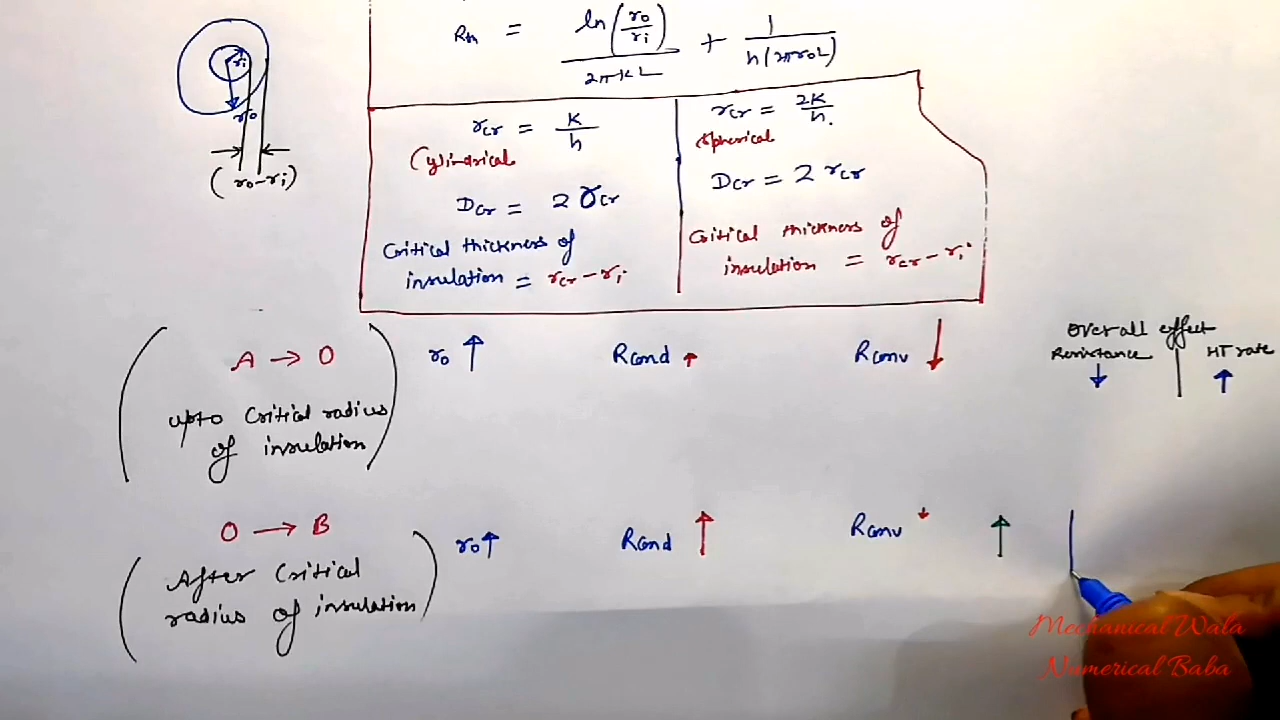 Rth = ln(ro/ri)/2πKL + 1/h(2πroL)
ri
ro
(ro-ri)
rcr = K/h
(cylindrical
Dcr = 2 rcr
Critical thickness of
insulation = rcr - ri
rcr = 2K/h.
(spherical
Dcr = 2 rcr
Critical thickness of
insulation = rcr - ri
A → O
upto Critical radius
of insulation
ro ↑
Rcond ↑
Rconv ↓
Overall effect
Resistance
↓
HT rate
↑
O → B
(After Critical
radius of insulation)
ro↑
Rcond ↑
Rconv ↓
↑
Mechanical Wala
Numerical Baba